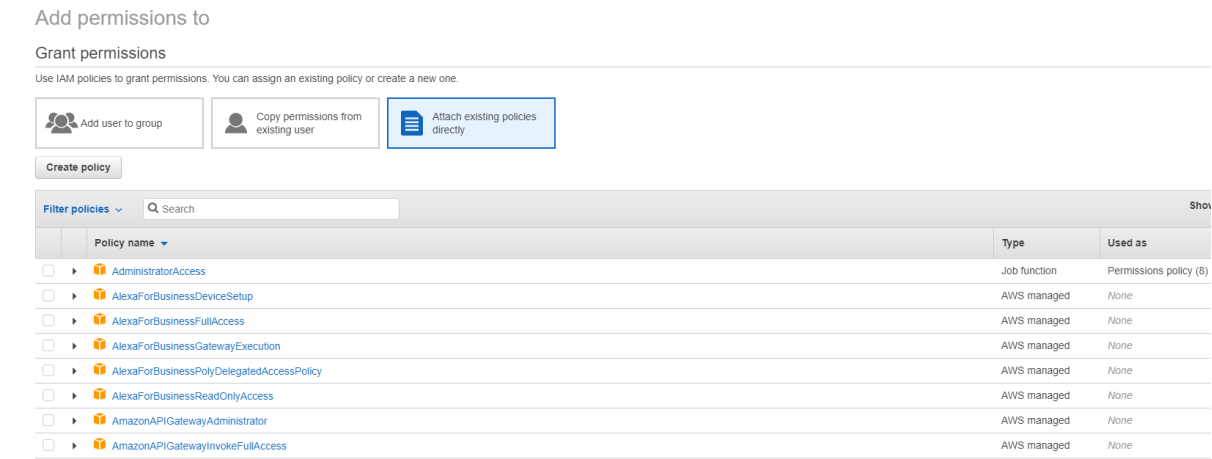 Add permissions to
Grant permissions
Use IAM policies to grant permissions. You can assign an existing policy or create a new one.
Add user to group
Copy permissions from
existing user
Attach existing policies
directly
Create policy
Filter policies Search Show
Policy name Type Used as
AdministratorAccess Job function Permissions policy (8)
AlexaForBusinessDeviceSetup AWS managed None
AlexaForBusinessFullAccess AWS managed None
AlexaForBusinessGatewayExecution AWS managed None
AlexaForBusinessPolyDelegatedAccessPolicy AWS managed None
AlexaForBusinessReadOnlyAccess AWS managed None
AmazonAPIGatewayAdministrator AWS managed None
AmazonAPIGatewayInvokeFullAccess AWS managed None